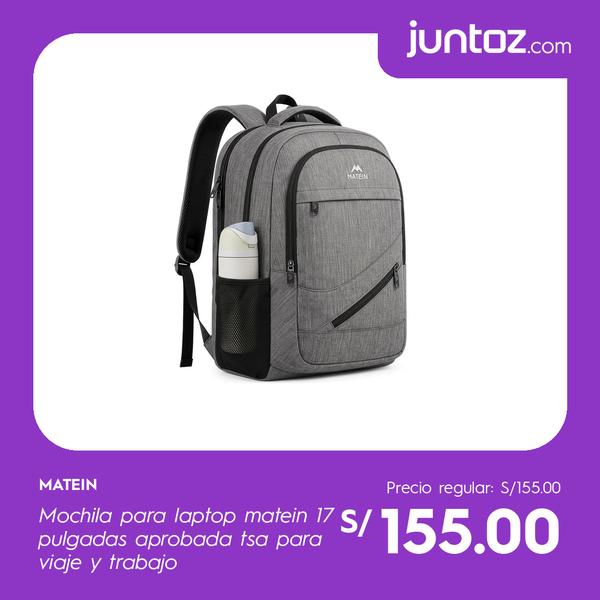 juntoz.com
MATEIN
MATEIN
Precio regular: S/155.00
Mochila para laptop matein 17
pulgadas aprobada tsa para
viaje y trabajo
S/ 155.00